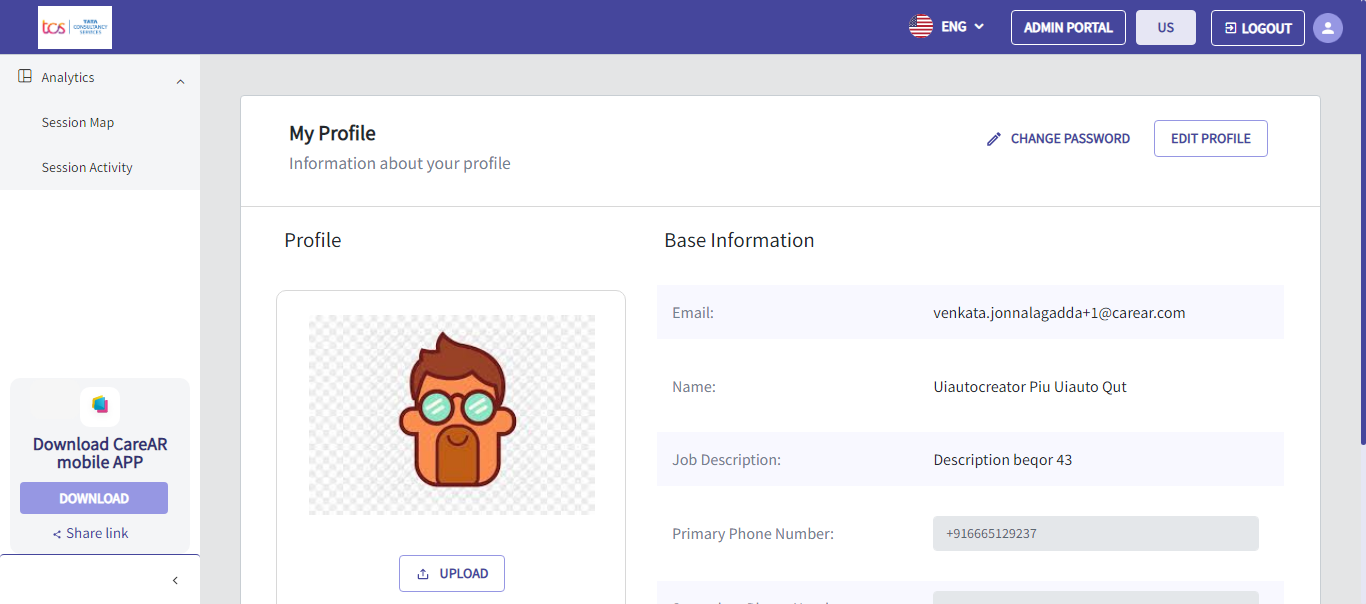 tcs TATA
CONSULTANCY
SERVICES
ENG
ADMIN PORTAL
US
LOGOUT
Analytics
Session Map
Session Activity
Download CareAR
mobile APP
DOWNLOAD
Share link
My Profile
Information about your profile
CHANGE PASSWORD
EDIT PROFILE
Profile
UPLOAD
Base Information
Email: venkata.jonnalagadda+1@carear.com
Name: Uiautocreator Piu Uiauto Qut
Job Description: Description beqor 43
Primary Phone Number: +916665129237